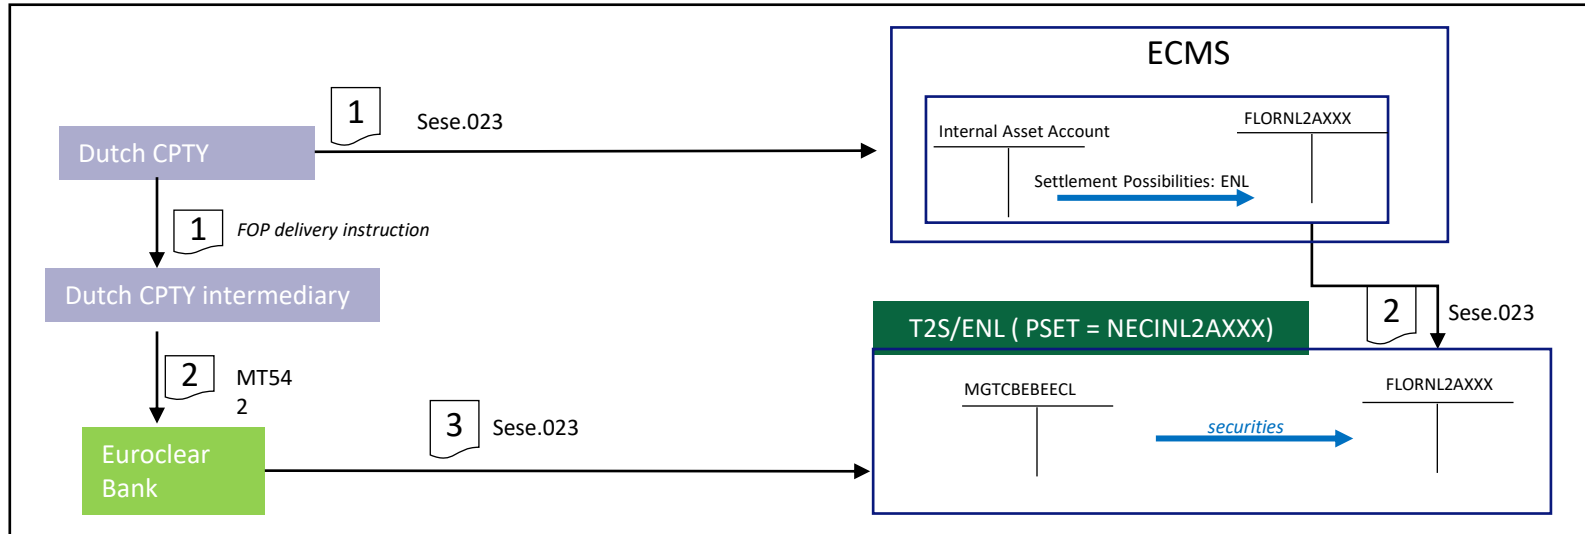 ECMS
1
Sese.023
Dutch CPTY
Internal Asset Account
FLORNL2AXXX
Settlement Possibilities: ENL
1
FOP delivery instruction
Dutch CPTY intermediary
2
Sese.023
T2S/ENL ( PSET = NECINL2AXXX)
2
MT54
2
MGTCBEBEECL
FLORNL2AXXX
securities
3
Sese.023
Euroclear
Bank